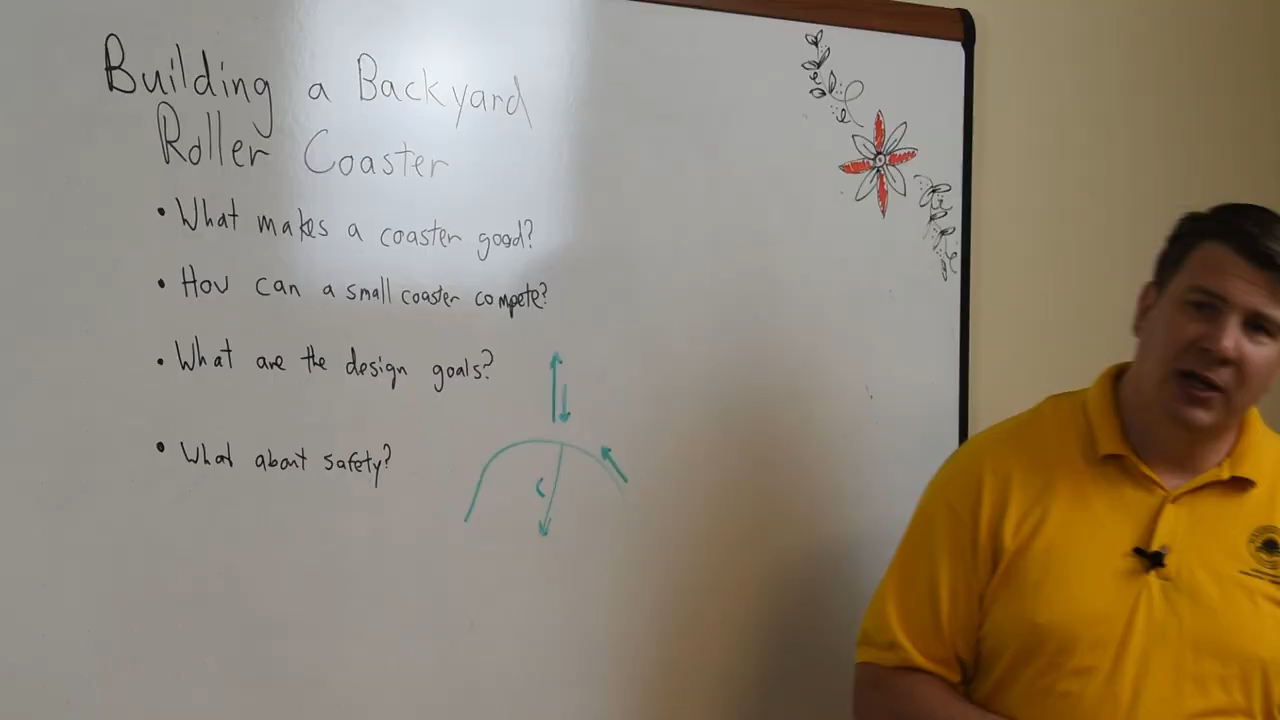 Building a Backyard
Roller Coaster
• What makes a coaster good?
• How can a small coaster compete?
• What are the design goals?
• What about safety?